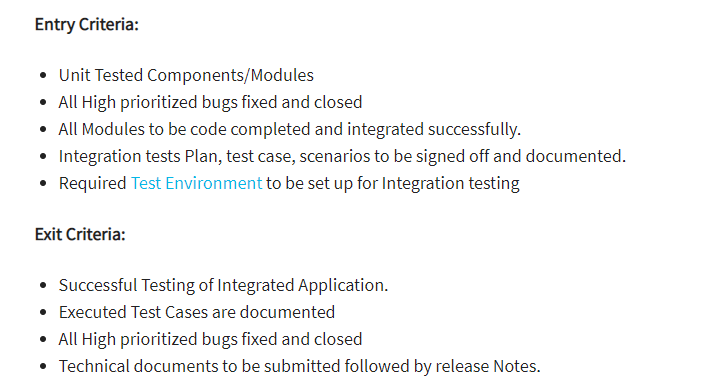 Entry Criteria:
• Unit Tested Components/Modules
• All High prioritized bugs fixed and closed
• All Modules to be code completed and integrated successfully.
• Integration tests Plan, test case, scenarios to be signed off and documented.
• Required Test Environment to be set up for Integration testing
Exit Criteria:
• Successful Testing of Integrated Application.
• Executed Test Cases are documented
• All High prioritized bugs fixed and closed
• Technical documents to be submitted followed by release Notes.